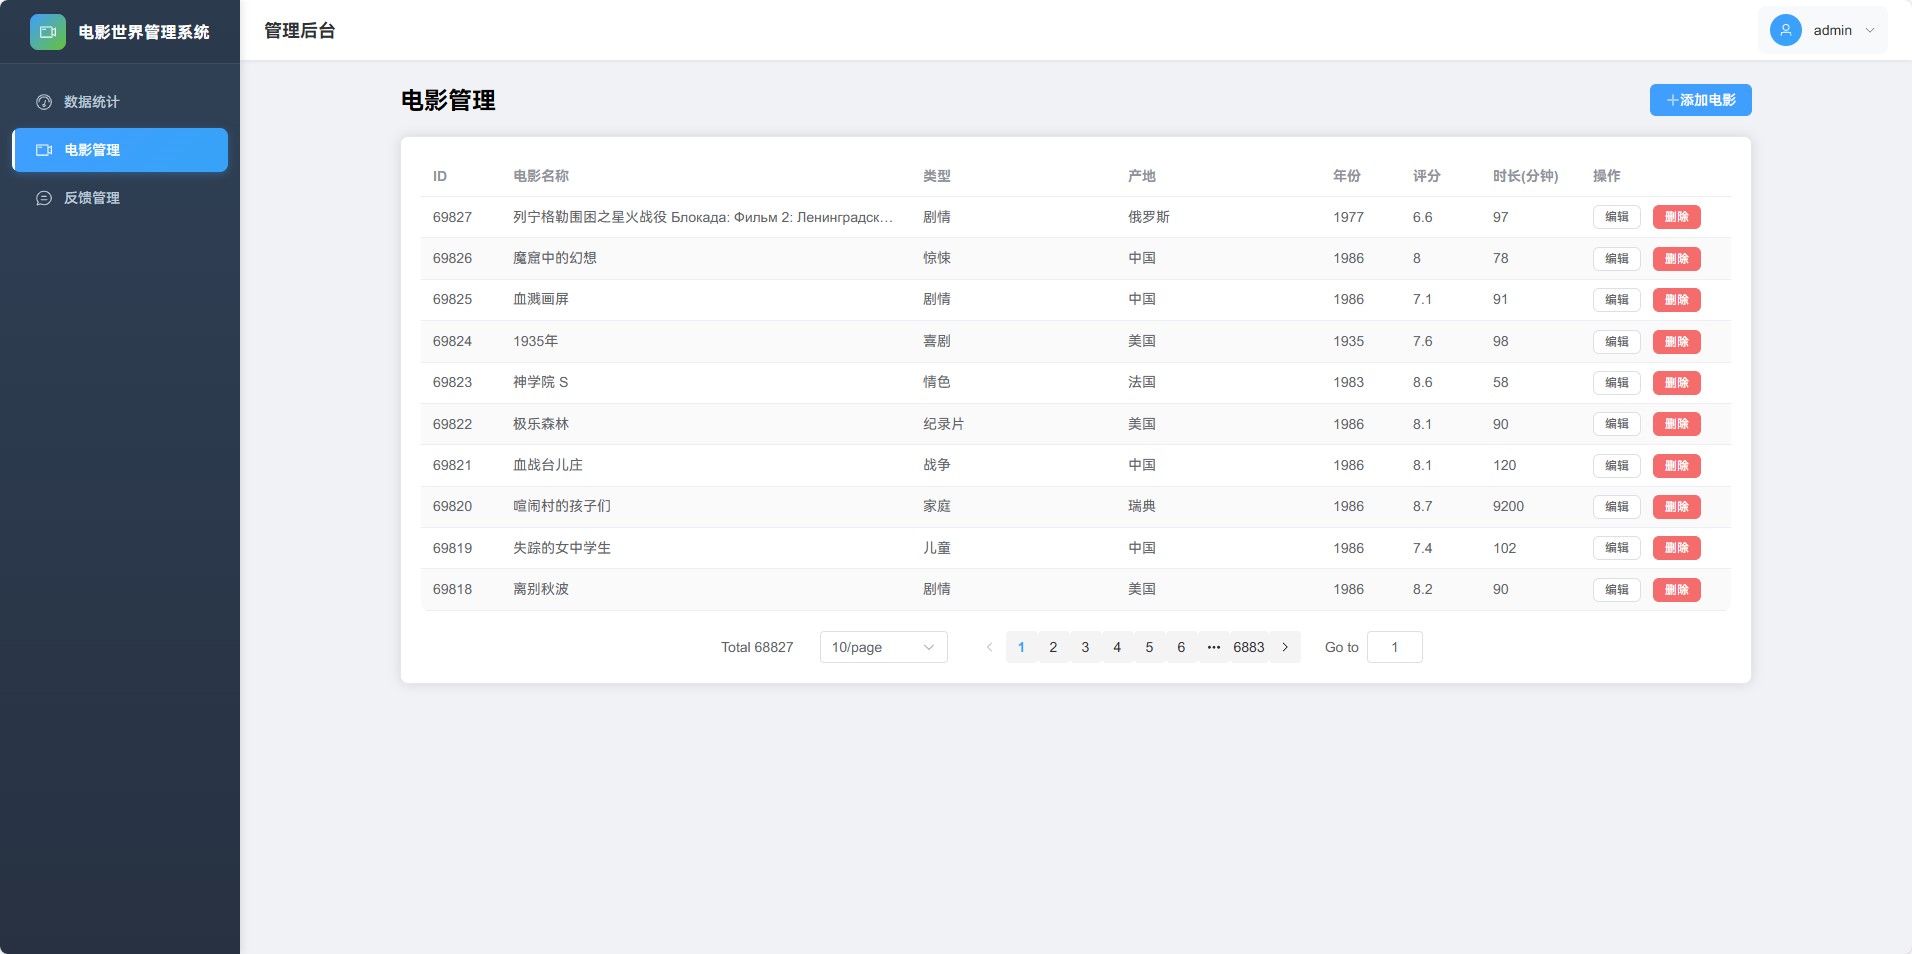 电影世界管理系统
管理后台
admin
数据统计
电影管理
反馈管理
电影管理
添加电影
ID 电影名称 类型 产地 年份 评分 时长(分钟) 操作
69827 列宁格勒围困之星火战役 Блокада: Фильм 2: Ленинградск… 剧情 俄罗斯 1977 6.6 97 编辑 删除
69826 魔窟中的幻想 惊悚 中国 1986 8 78 编辑 删除
69825 血溅画屏 剧情 中国 1986 7.1 91 编辑 删除
69824 1935年 喜剧 美国 1935 7.6 98 编辑 删除
69823 神学院 S 情色 法国 1983 8.6 58 编辑 删除
69822 极乐森林 纪录片 美国 1986 8.1 90 编辑 删除
69821 血战台儿庄 战争 中国 1986 8.1 120 编辑 删除
69820 喧闹村的孩子们 家庭 瑞典 1986 8.7 9200 编辑 删除
69819 失踪的女中学生 儿童 中国 1986 7.4 102 编辑 删除
69818 离别秋波 剧情 美国 1986 8.2 90 编辑 删除
Total 68827 10/page 1 2 3 4 5 6 ••• 6883 Go to 1